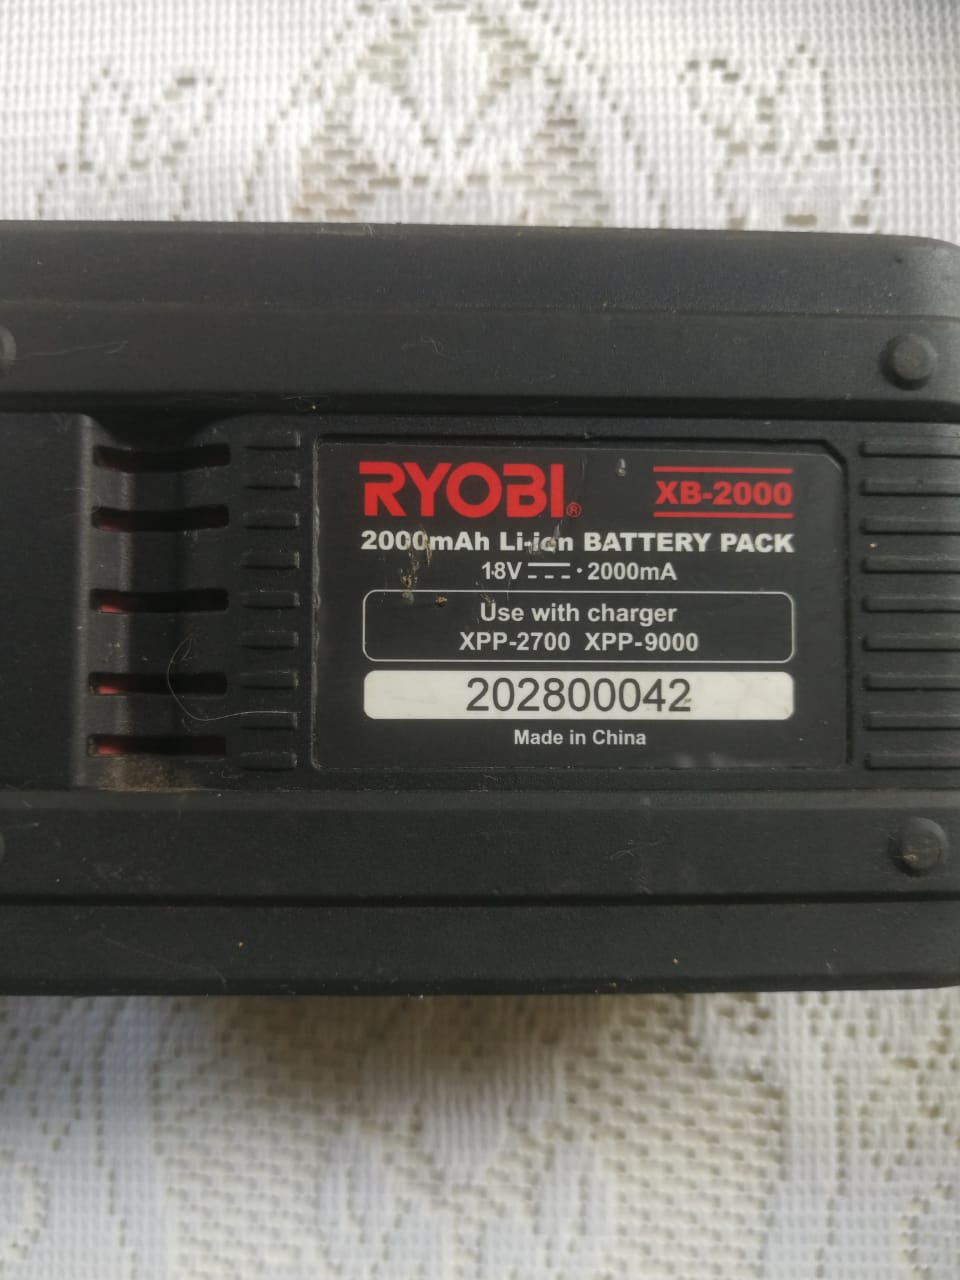 RYOBI®
XB-2000
2000mAh Li-ion BATTERY PACK
18V ⎓ · 2000mA
Use with charger
XPP-2700 XPP-9000
202800042
Made in China